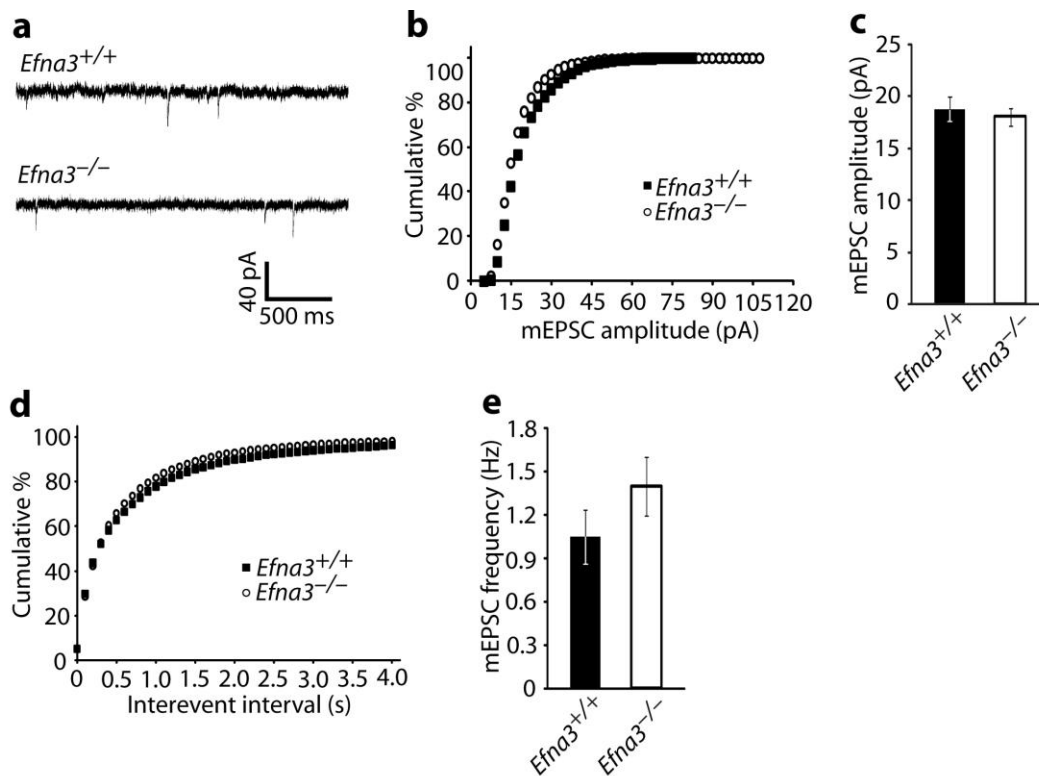 a
Efna3+/+
Efna3−/−
40 pA
500 ms
b
Cumulative %
100
80
60
40
20
0
Efna3+/+
Efna3−/−
0 15 30 45 60 75 90 105 120
mEPSC amplitude (pA)
c
mEPSC amplitude (pA)
25
20
15
10
5
0
Efna3+/+
Efna3−/−
d
Cumulative %
100
80
60
40
20
0
Efna3+/+
Efna3−/−
0 0.5 1.0 1.5 2.0 2.5 3.0 3.5 4.0
Interevent interval (s)
e
mEPSC frequency (Hz)
1.8
1.5
1.2
0.9
0.6
0.3
0
Efna3+/+
Efna3−/−